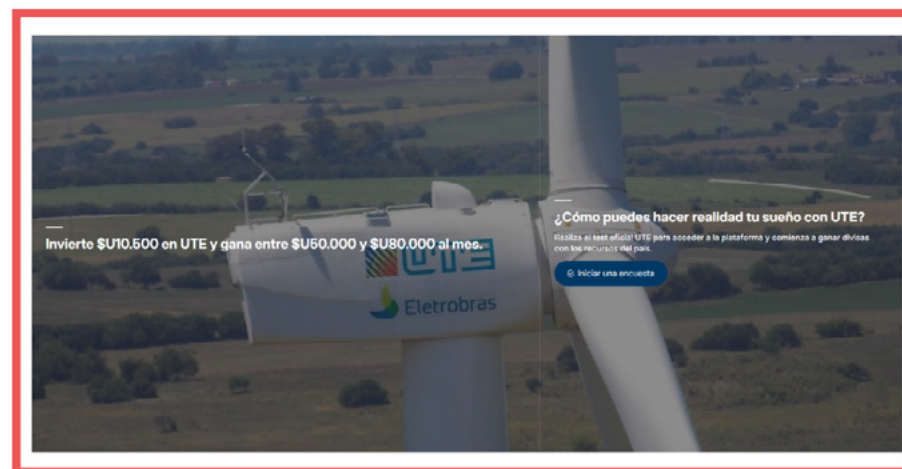 Invierte $U10.500 en UTE y gana entre $U50.000 y $U80.000 al mes.
¿Cómo puedes hacer realidad tu sueño con UTE?
Realiza el test oficial UTE para acceder a la plataforma y comienza a ganar divisas
con los recursos del país.
Iniciar una encuesta
UTE
Eletrobras